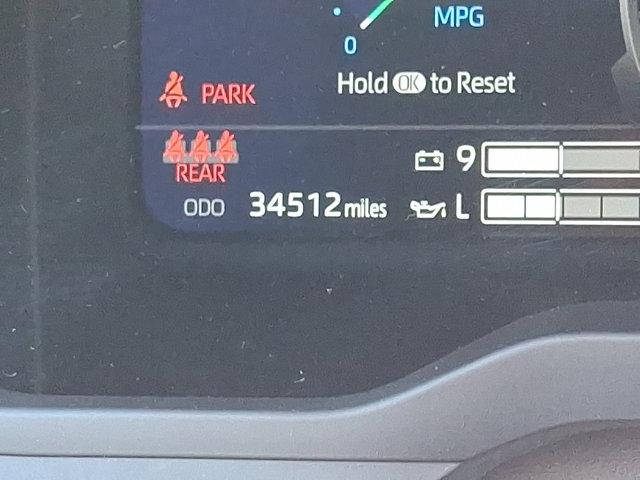 MPG
0
Hold OK to Reset
PARK
REAR
9
ODO 34512 miles
L